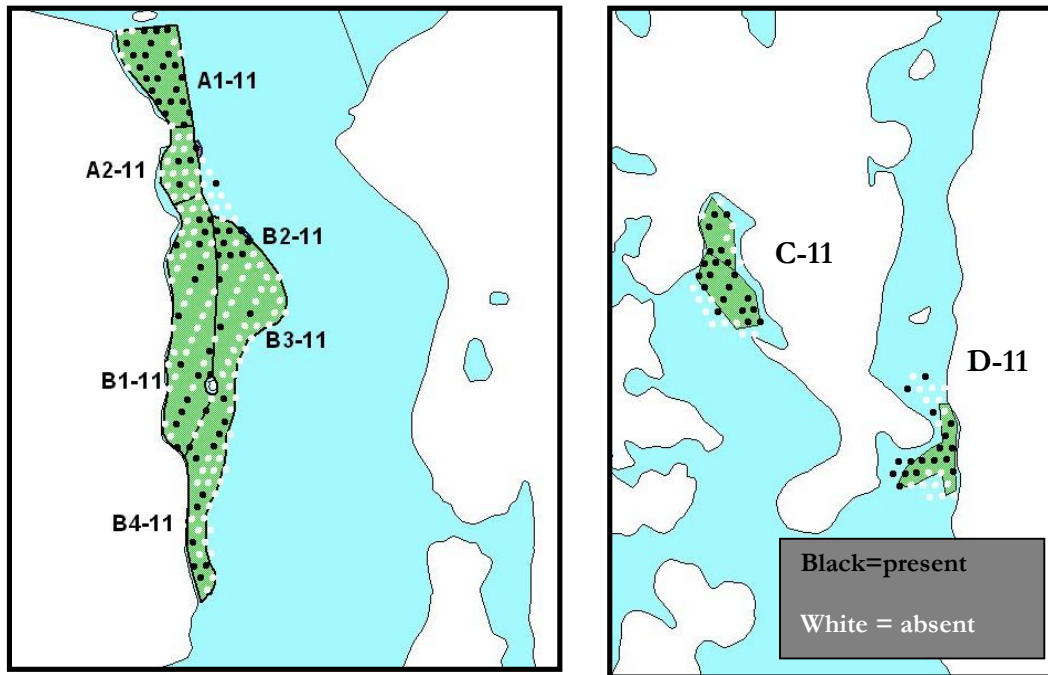 A1-11
A2-11
B2-11
B3-11
B1-11
B4-11
C-11
D-11
Black=present
White = absent